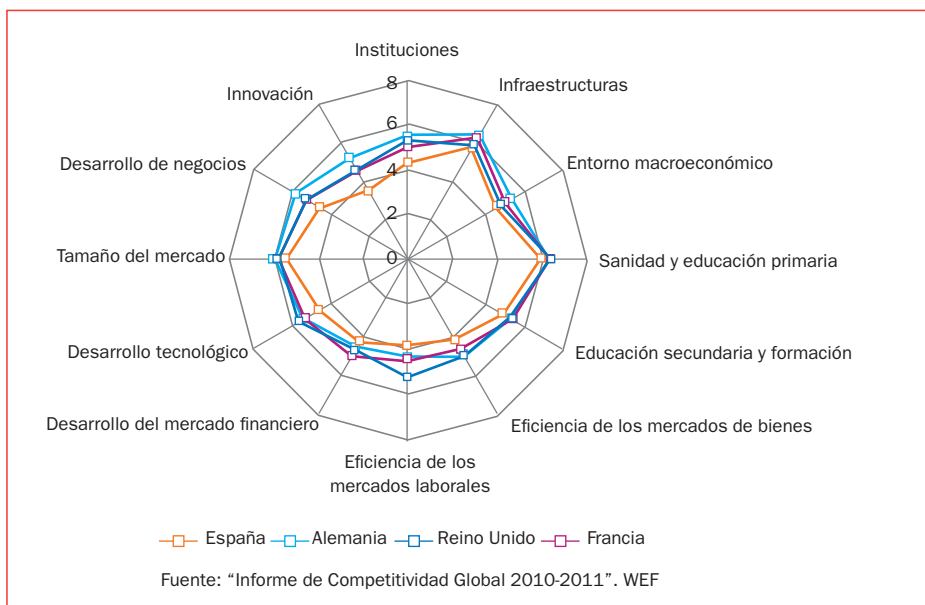 Instituciones
8
Infraestructuras
Innovación
6
Desarrollo de negocios
Entorno macroeconómico
4
2
Tamaño del mercado
0
Sanidad y educación primaria
Desarrollo tecnológico
Educación secundaria y formación
Desarrollo del mercado financiero
Eficiencia de los mercados de bienes
Eficiencia de los
mercados laborales
España Alemania Reino Unido Francia
Fuente: “Informe de Competitividad Global 2010-2011”. WEF